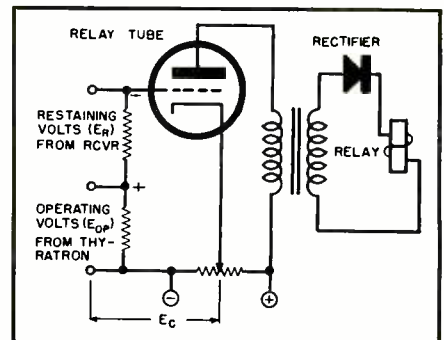 RELAY TUBE
RECTIFIER
RESTAINING
VOLTS (ER)
FROM RCVR
RELAY
+
OPERATING
VOLTS (EOP)
FROM THY-
RATRON
−
+
EC